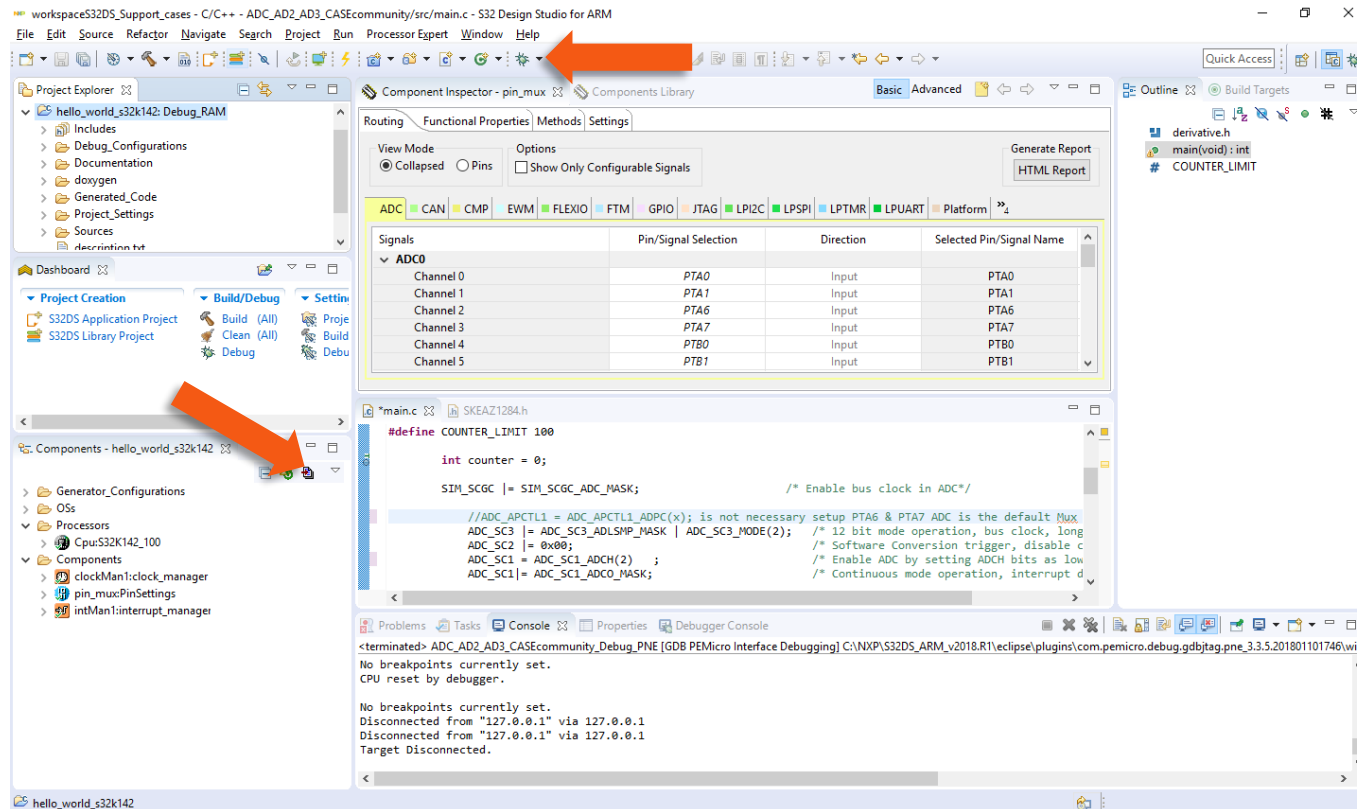 workspaceS32DS_Support_cases - C/C++ - ADC_AD2_AD3_CASEcommunity/src/main.c - S32 Design Studio for ARM
File Edit Source Refactor Navigate Search Project Run Processor Expert Window Help
Quick Access
Project Explorer
hello_world_s32k142: Debug_RAM
Includes
Debug_Configurations
Documentation
doxygen
Generated_Code
Project_Settings
Sources
description.txt
Dashboard
Project Creation
S32DS Application Project
S32DS Library Project
Build/Debug
Build (All)
Clean (All)
Debug
Settin
Proje
Build
Debu
Components - hello_world_s32k142
Generator_Configurations
OSs
Processors
Cpu:S32K142_100
Components
clockMan1:clock_manager
pin_mux:PinSettings
intMan1:interrupt_manager
Component Inspector - pin_mux Components Library Basic Advanced
Routing Functional Properties Methods Settings
View Mode
Collapsed Pins
Options
Show Only Configurable Signals
Generate Report
HTML Report
ADC CAN CMP EWM FLEXIO FTM GPIO JTAG LPI2C LPSPI LPTMR LPUART Platform »4
Signals Pin/Signal Selection Direction Selected Pin/Signal Name
ADC0
Channel 0 PTA0 Input PTA0
Channel 1 PTA1 Input PTA1
Channel 2 PTA6 Input PTA6
Channel 3 PTA7 Input PTA7
Channel 4 PTB0 Input PTB0
Channel 5 PTB1 Input PTB1
*main.c SKEAZ1284.h
#define COUNTER_LIMIT 100
int counter = 0;
SIM_SCGC |= SIM_SCGC_ADC_MASK; /* Enable bus clock in ADC*/
//ADC_APCTL1 = ADC_APCTL1_ADPC(x); is not necessary setup PTA6 & PTA7 ADC is the default Mux
ADC_SC3 |= ADC_SC3_ADLSMP_MASK | ADC_SC3_MODE(2); /* 12 bit mode operation, bus clock, long
ADC_SC2 |= 0x00; /* Software Conversion trigger, disable c
ADC_SC1 = ADC_SC1_ADCH(2) ; /* Enable ADC by setting ADCH bits as low
ADC_SC1|= ADC_SC1_ADCO_MASK; /* Continuous mode operation, interrupt d
Outline Build Targets
derivative.h
main(void) : int
COUNTER_LIMIT
Problems Tasks Console Properties Debugger Console
<terminated> ADC_AD2_AD3_CASEcommunity_Debug_PNE [GDB PEMicro Interface Debugging] C:\NXP\S32DS_ARM_v2018.R1\eclipse\plugins\com.pemicro.debug.gdbjtag.pne_3.3.5.201801101746\wi
No breakpoints currently set.
CPU reset by debugger.
No breakpoints currently set.
Disconnected from "127.0.0.1" via 127.0.0.1
Disconnected from "127.0.0.1" via 127.0.0.1
Target Disconnected.
hello_world_s32k142